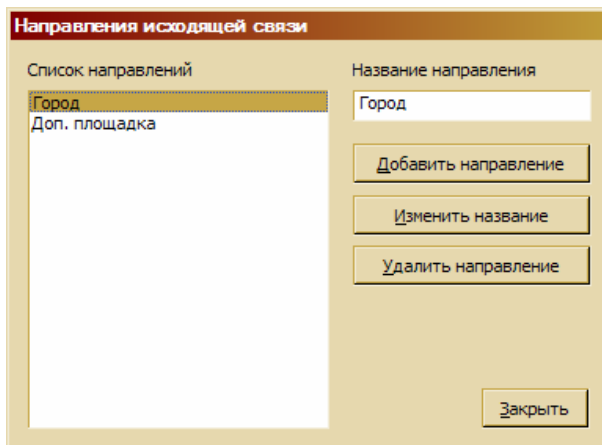 Направления исходящей связи
Список направлений
Название направления
Город
Доп. площадка
Город
Добавить направление
Изменить название
Удалить направление
Закрыть